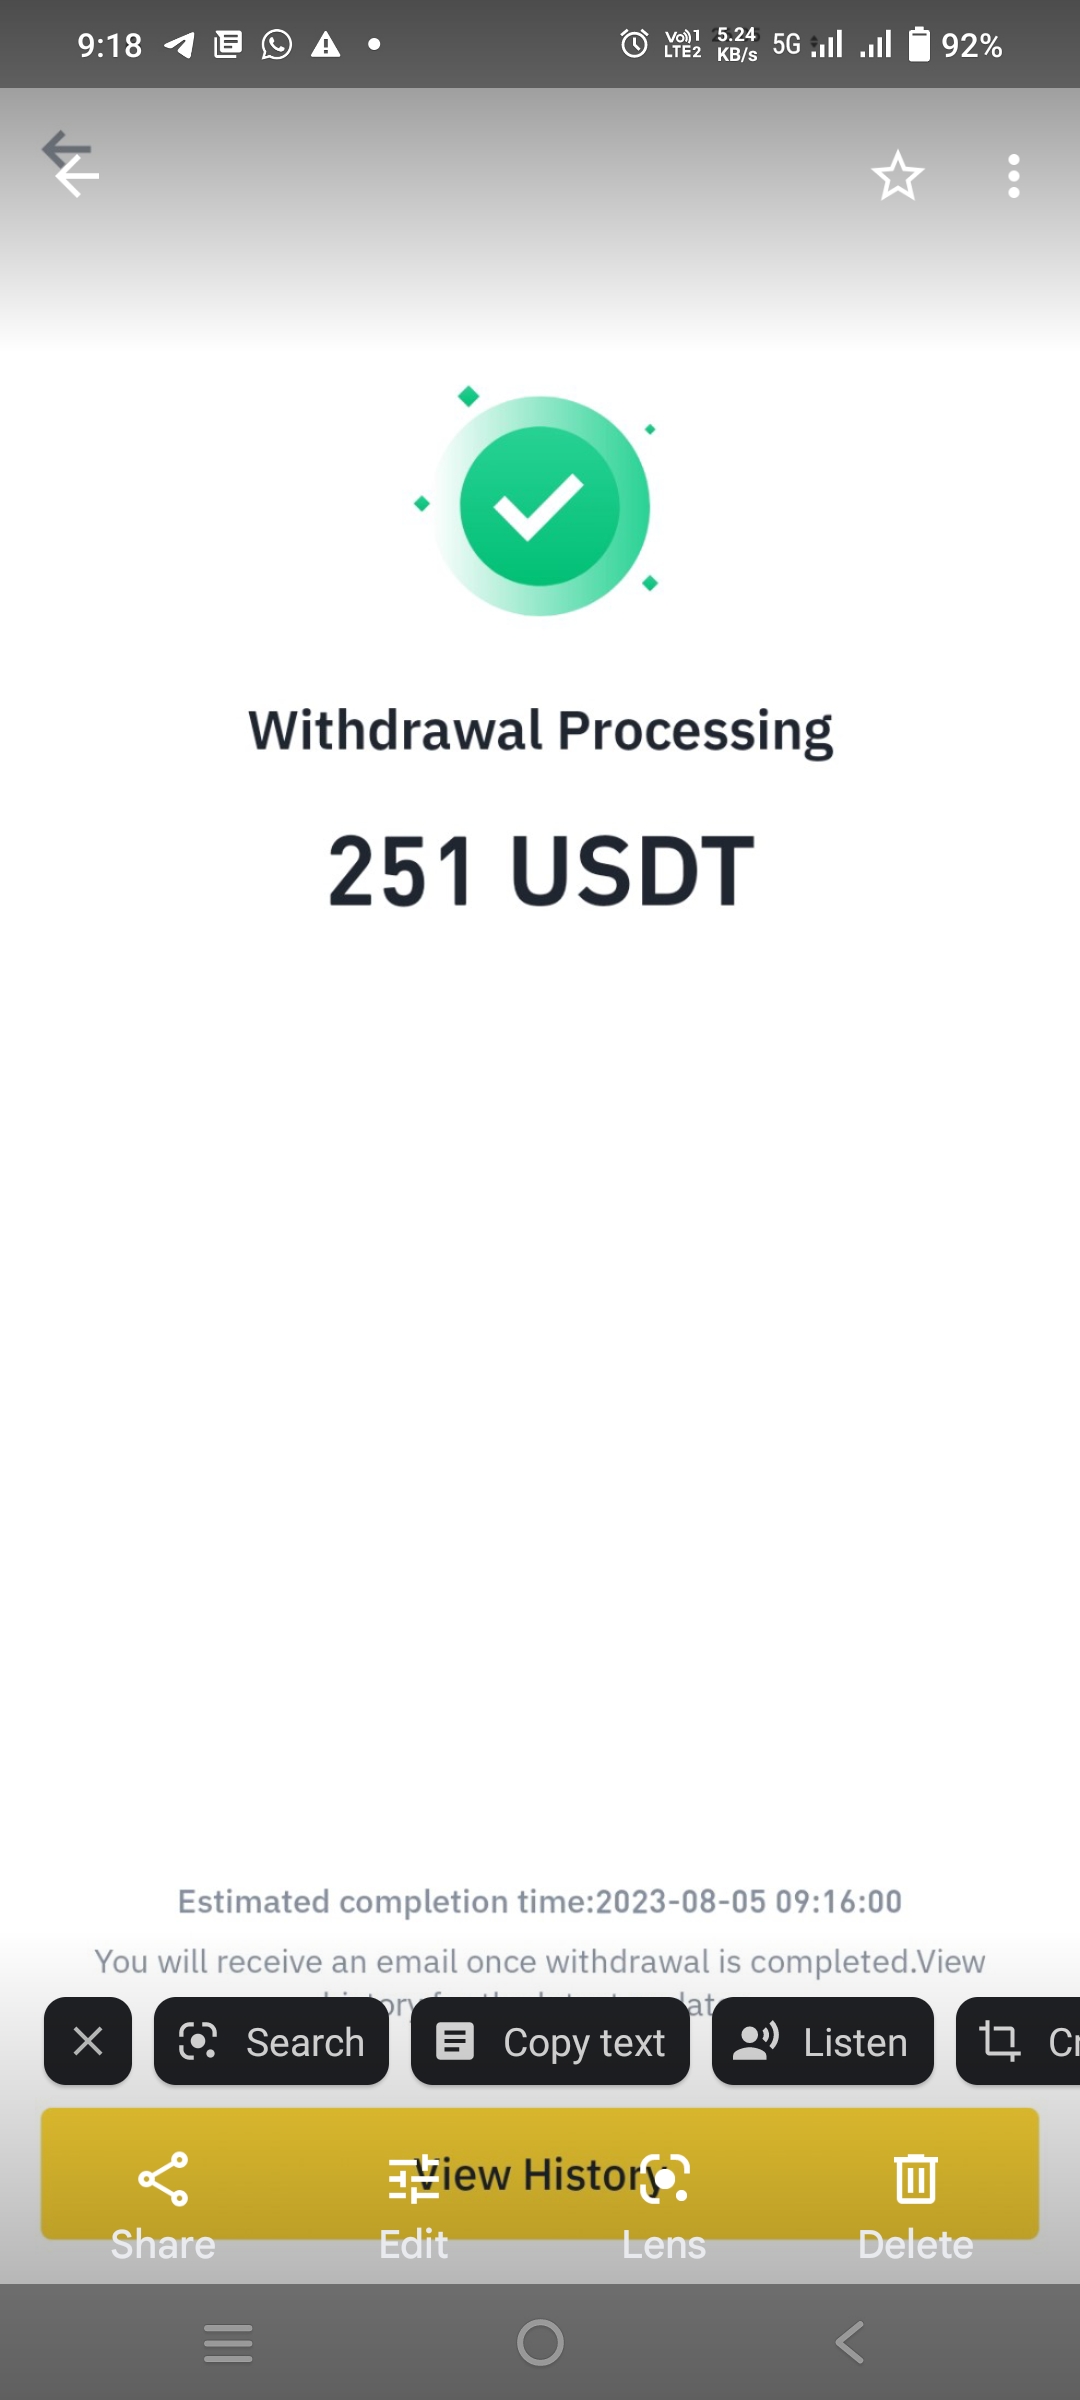 9:18
Vo))1 LTE2 5.24 KB/s 5G 92%
Withdrawal Processing
251 USDT
Estimated completion time:2023-08-05 09:16:00
You will receive an email once withdrawal is completed.View
Search Copy text Listen
View History
Share Edit Lens Delete